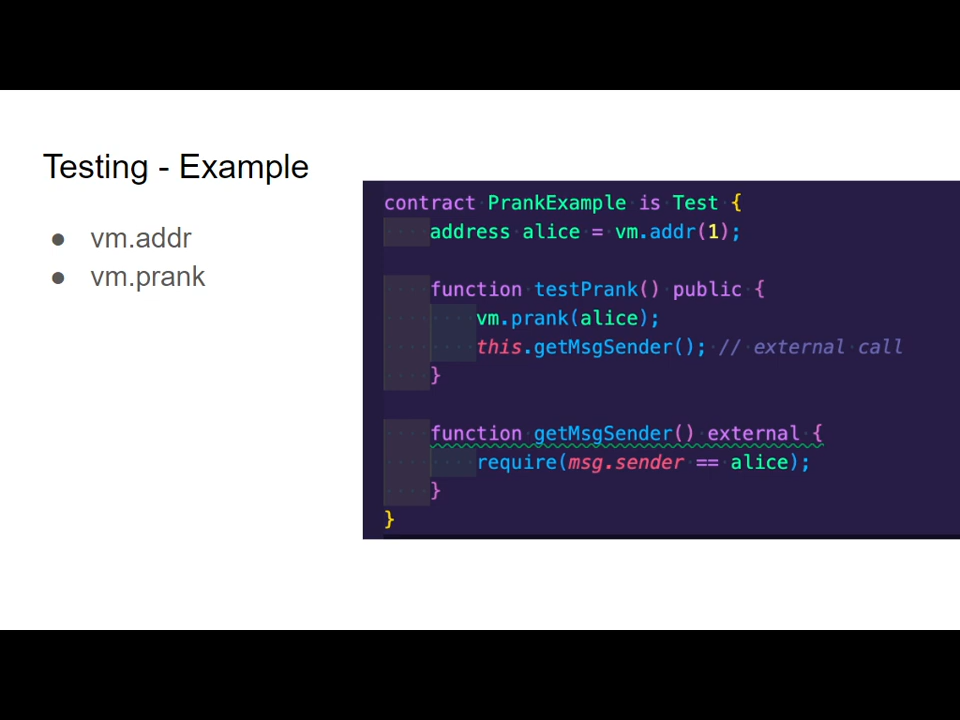 Testing - Example
● vm.addr
● vm.prank
contract PrankExample is Test {
    address alice = vm.addr(1);

    function testPrank() public {
        vm.prank(alice);
        this.getMsgSender(); // external call
    }

    function getMsgSender() external {
        require(msg.sender == alice);
    }
}